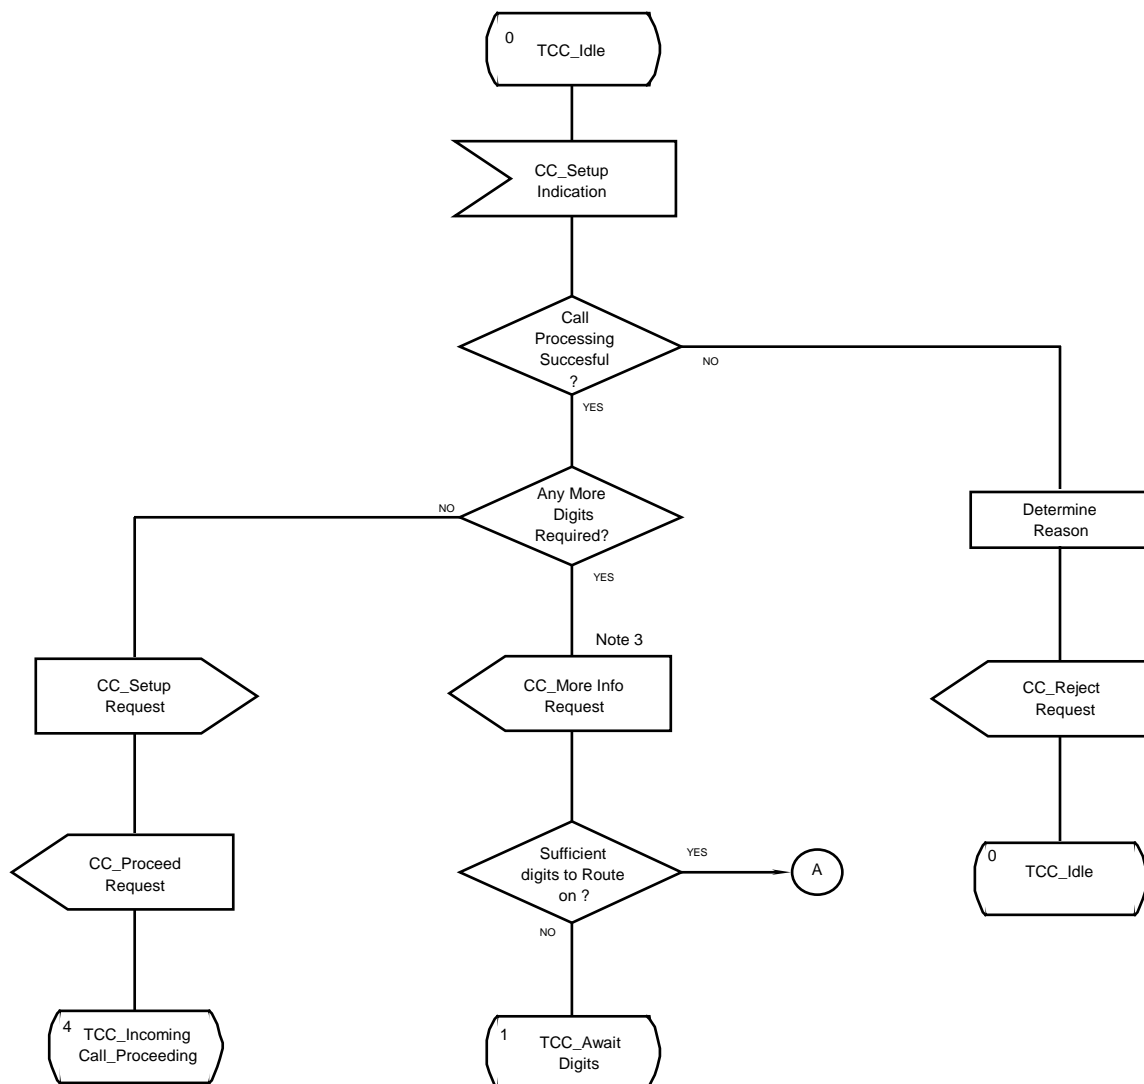 0
TCC_Idle
CC_Setup
Indication
Call
Processing
Succesful
?
NO
YES
Any More
Digits
Required?
NO
YES
Determine
Reason
Note 3
CC_Setup
Request
CC_More Info
Request
CC_Reject
Request
CC_Proceed
Request
Sufficient
digits to Route
on ?
YES
A
NO
0
TCC_Idle
4
TCC_Incoming
Call_Proceeding
1
TCC_Await
Digits